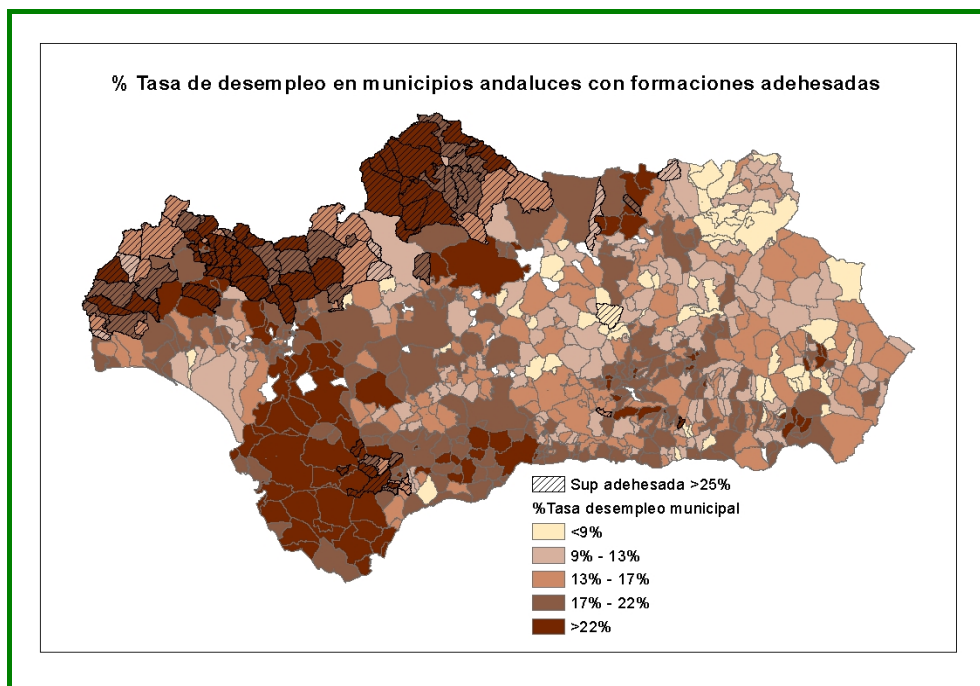 % Tasa de desempleo en municipios andaluces con formaciones adehesadas
Sup adehesada >25%
%Tasa desempleo municipal
<9%
9% - 13%
13% - 17%
17% - 22%
>22%